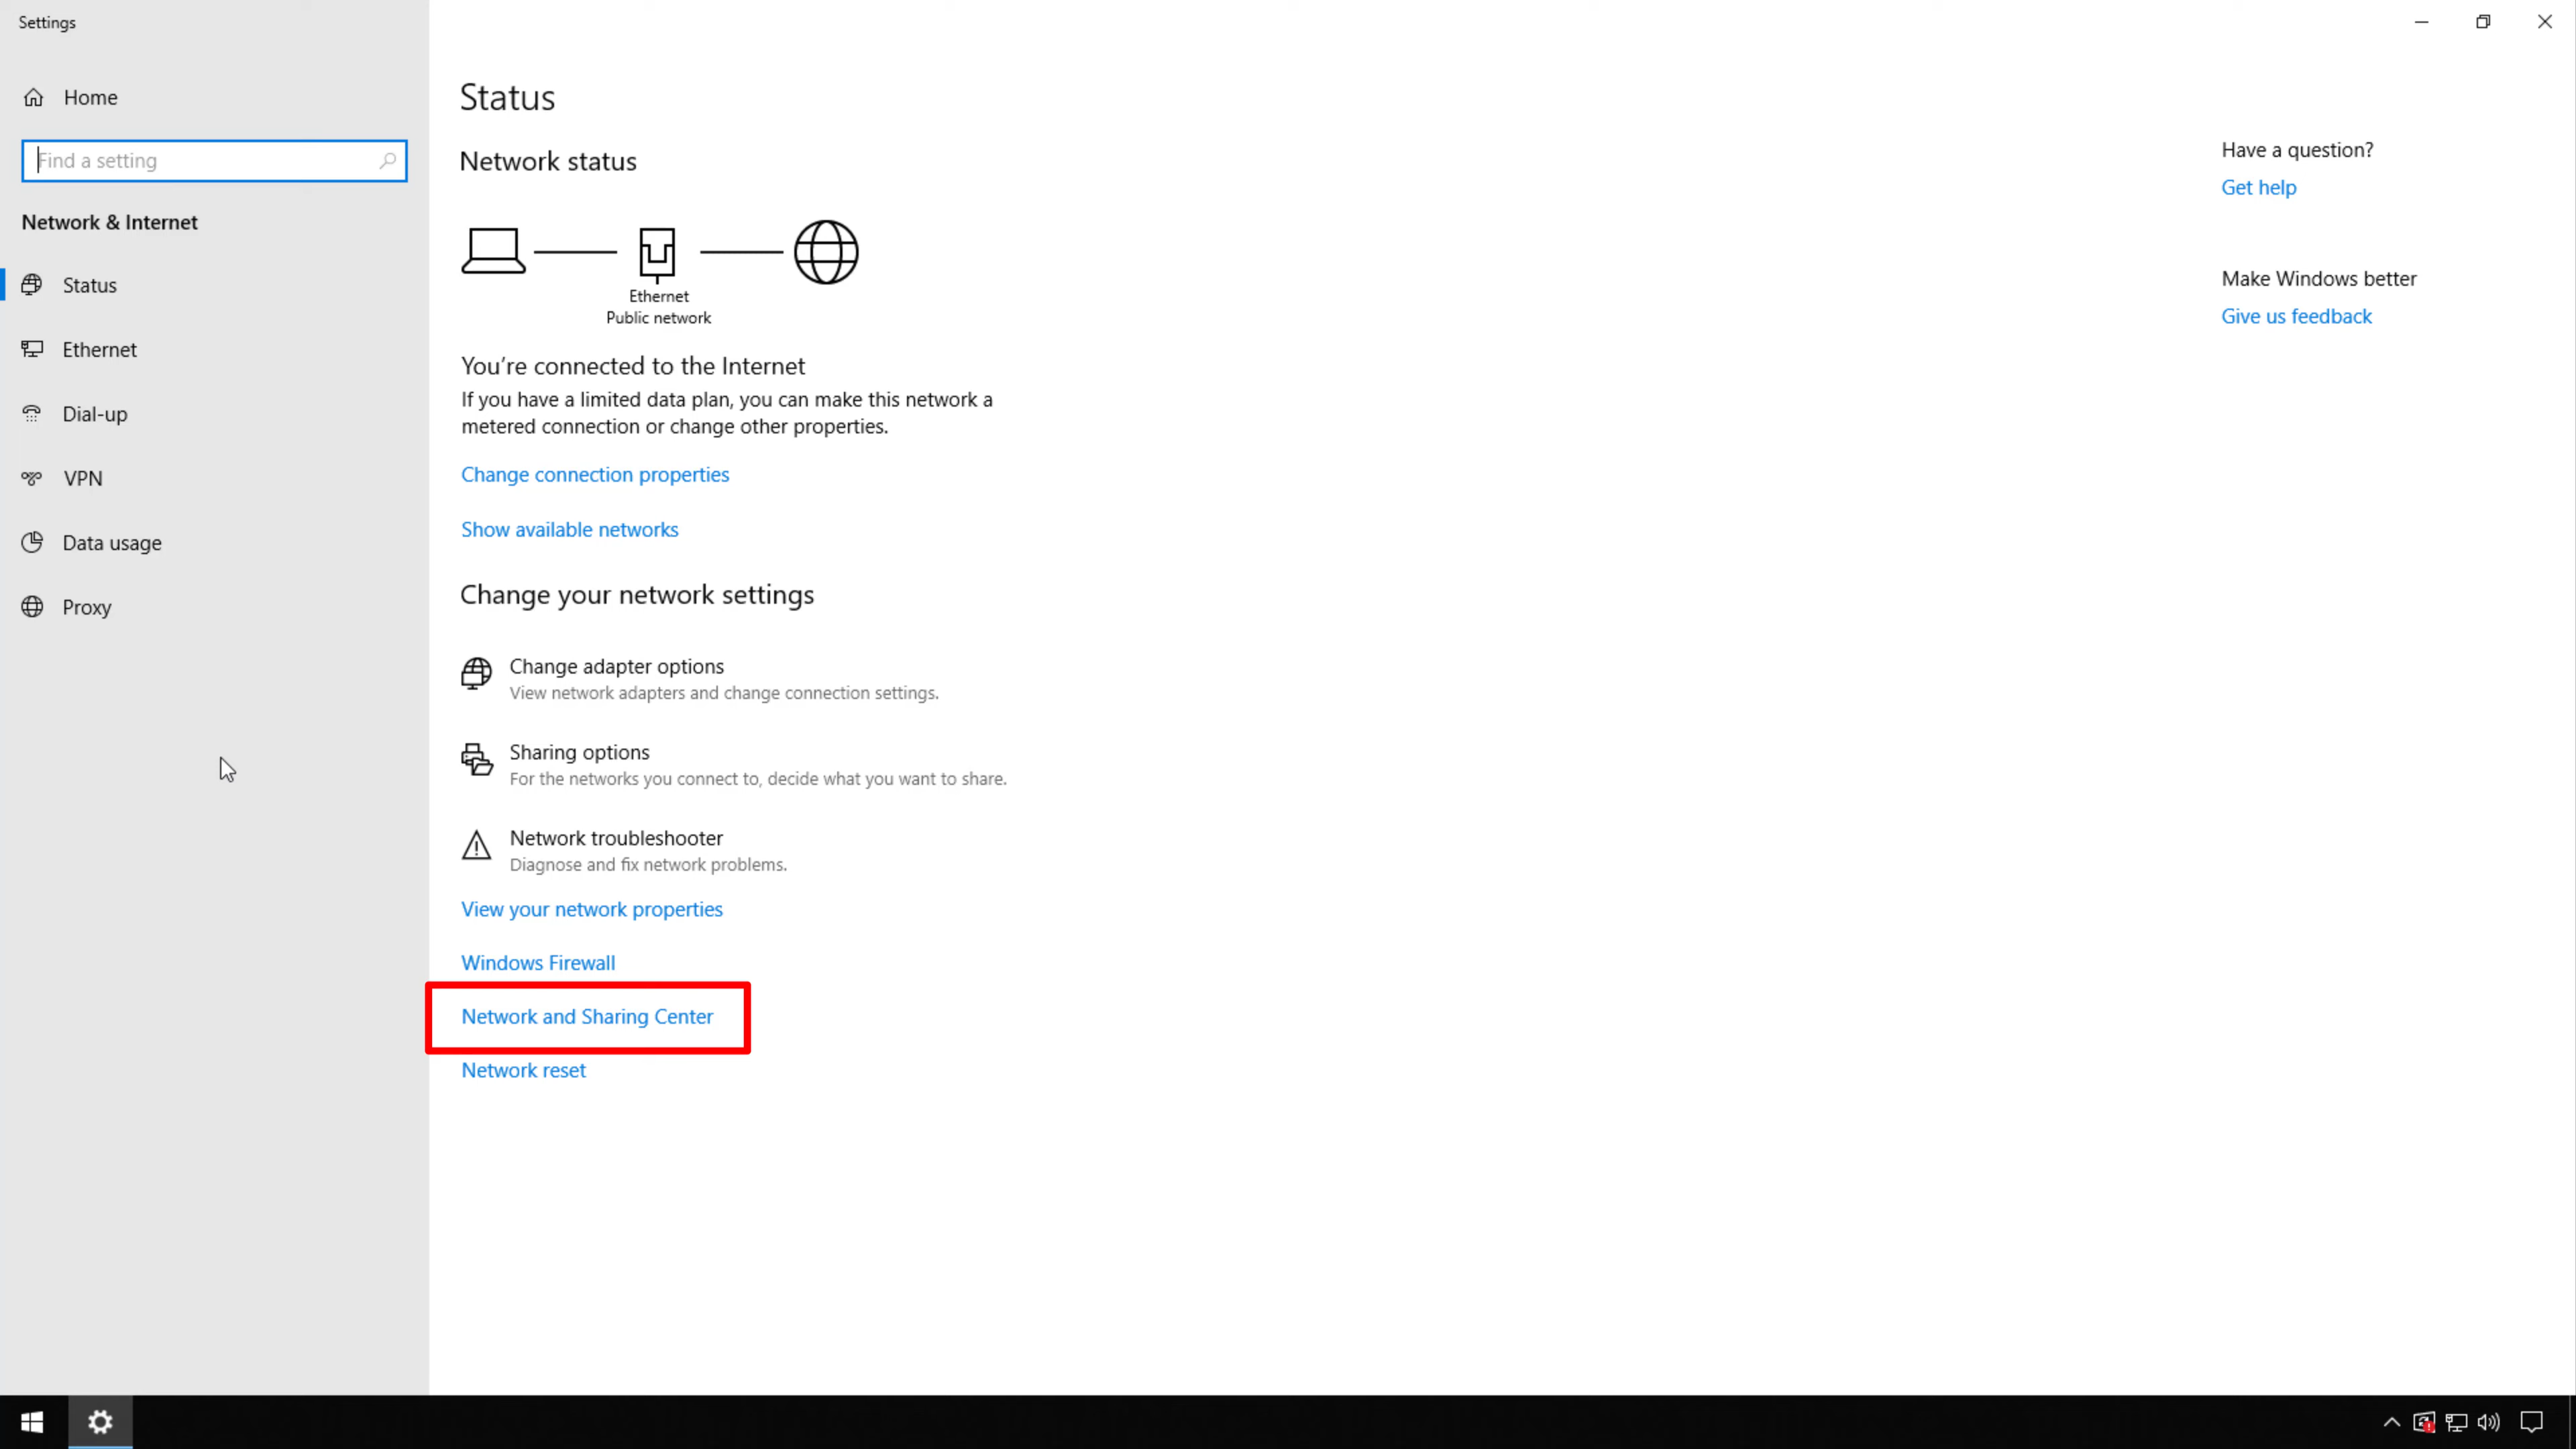 Settings
Home
Find a setting
Network & Internet
Status
Ethernet
Dial-up
VPN
Data usage
Proxy
Status
Network status
Ethernet
Public network
You’re connected to the Internet
If you have a limited data plan, you can make this network a
metered connection or change other properties.
Change connection properties
Show available networks
Change your network settings
Change adapter options
View network adapters and change connection settings.
Sharing options
For the networks you connect to, decide what you want to share.
Network troubleshooter
Diagnose and fix network problems.
View your network properties
Windows Firewall
Network and Sharing Center
Network reset
Have a question?
Get help
Make Windows better
Give us feedback